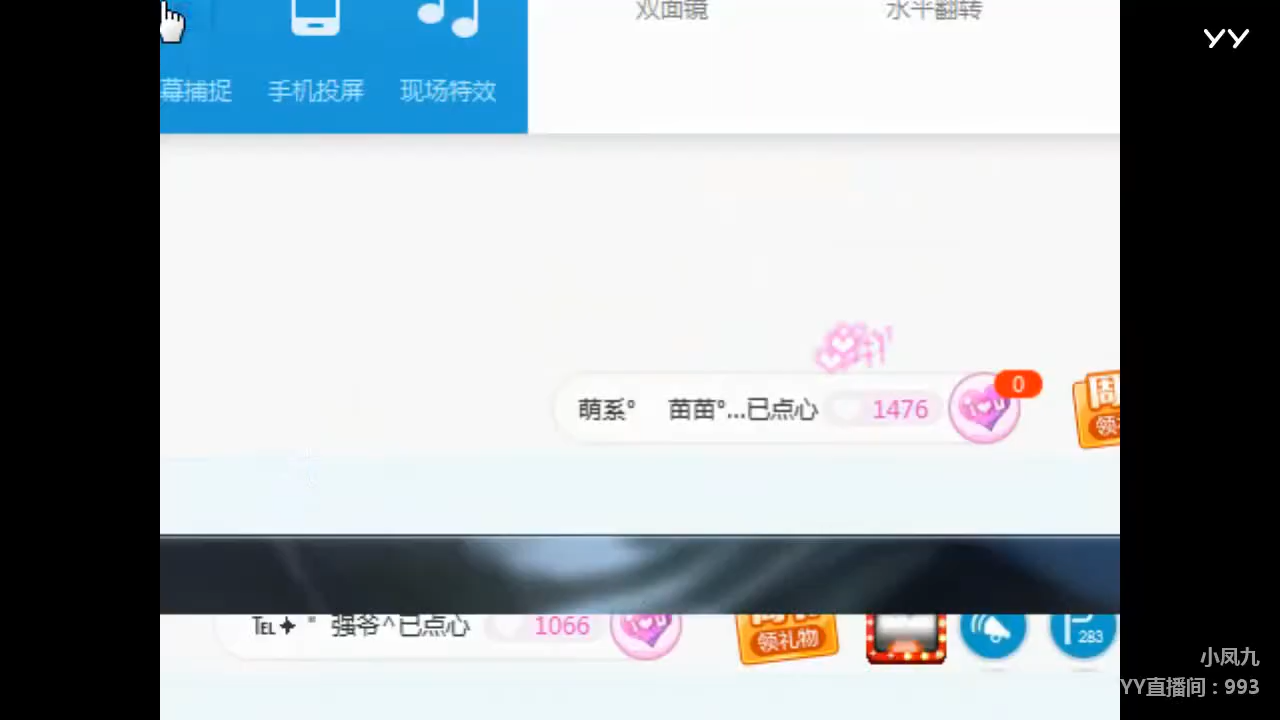 双面镜 水平翻转
YY
幕捕捉 手机投屏 现场特效
萌系° 苗苗°...已点心 1476 I U 0
领
TEL✦ " 强爷^已点心 1066
领礼物
283
小凤九
YY直播间：993